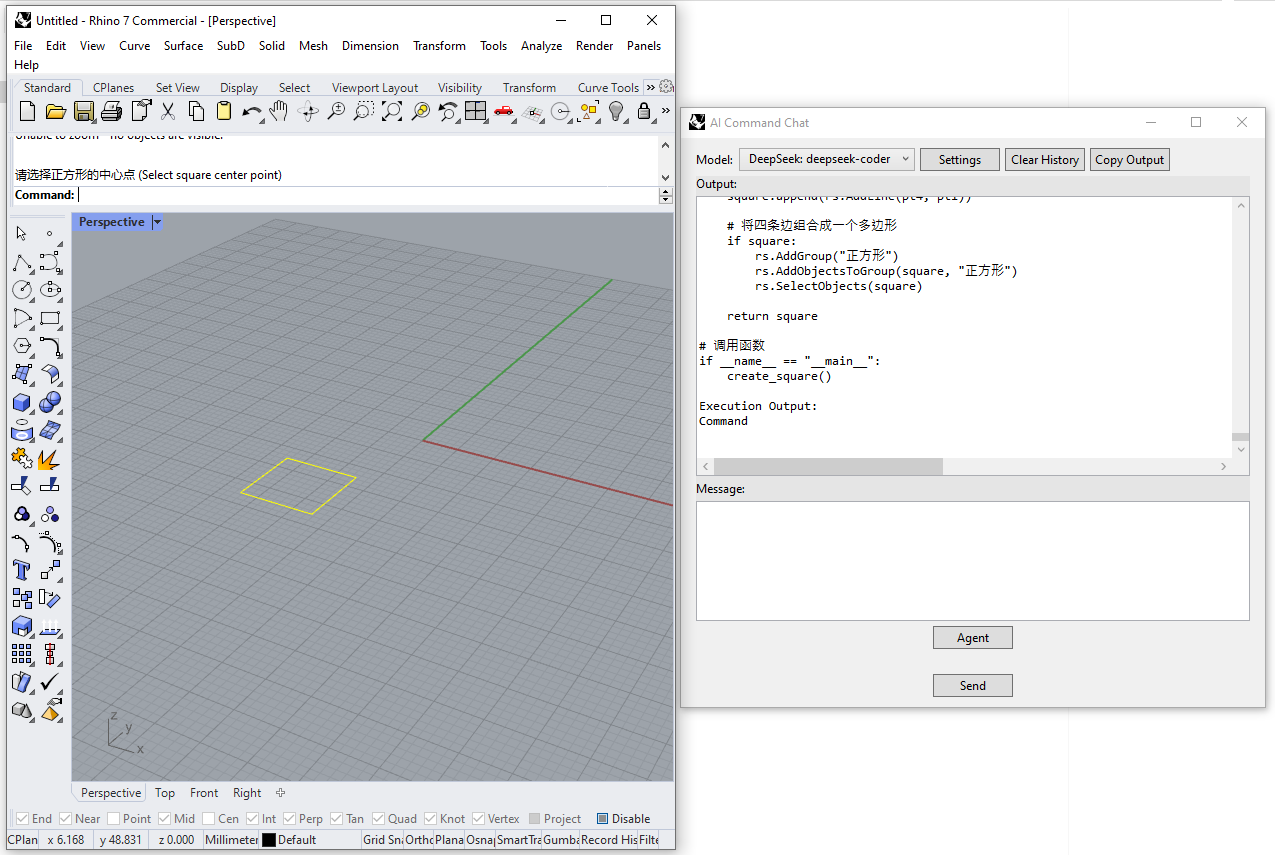 Untitled - Rhino 7 Commercial - [Perspective]
File Edit View Curve Surface SubD Solid Mesh Dimension Transform Tools Analyze Render Panels
Help
Standard CPlanes Set View Display Select Viewport Layout Visibility Transform Curve Tools »
»
Unable to zoom - no objects are visible.
请选择正方形的中心点 (Select square center point)
Command:
Perspective
z
y
x
Perspective Top Front Right
End Near Point Mid Cen Int Perp Tan Quad Knot Vertex Project Disable
CPlan x 6.168 y 48.831 z 0.000 Millimeter Default Grid Sna Ortho Plana Osnap SmartTra Gumba Record His Filte
AI Command Chat
Model: DeepSeek: deepseek-coder Settings Clear History Copy Output
Output:
square.append(rs.AddLine(pt4, pt1))
# 将四条边组合成一个多边形
if square:
rs.AddGroup("正方形")
rs.AddObjectsToGroup(square, "正方形")
rs.SelectObjects(square)
return square
# 调用函数
if __name__ == "__main__":
create_square()
Execution Output:
Command
Message:
Agent
Send